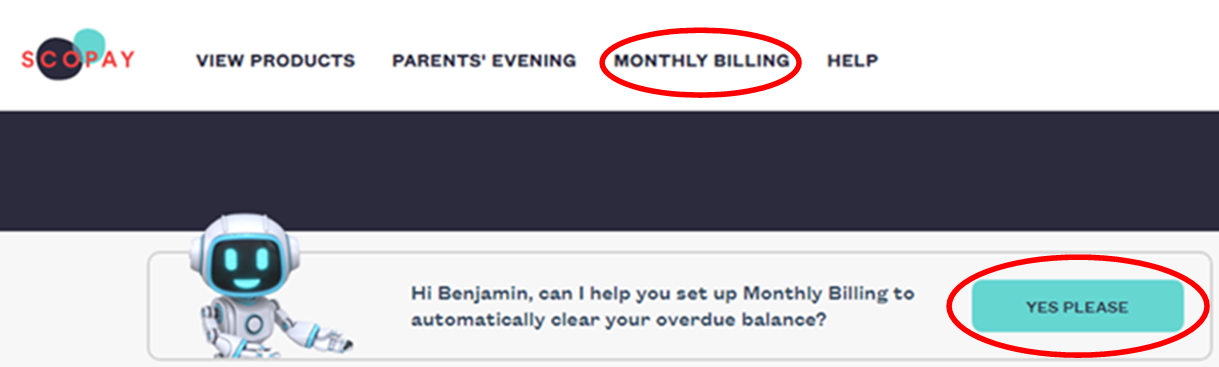 SCOPAY
VIEW PRODUCTS PARENTS' EVENING MONTHLY BILLING HELP
Hi Benjamin, can I help you set up Monthly Billing to
automatically clear your overdue balance?
YES PLEASE